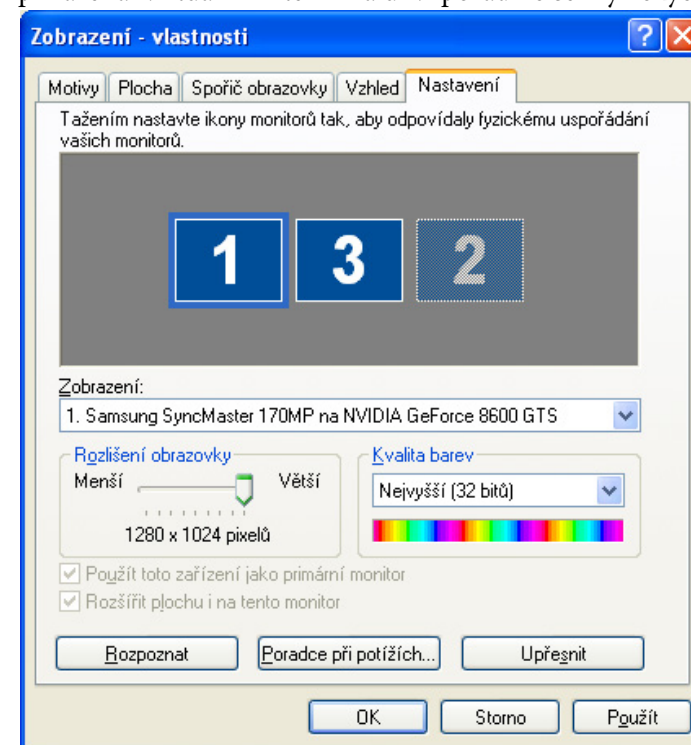 Zobrazení - vlastnosti
Motivy Plocha Spořič obrazovky Vzhled Nastavení
Tažením nastavte ikony monitorů tak, aby odpovídaly fyzickému uspořádání
vašich monitorů.
1 3 2
Zobrazení:
1. Samsung SyncMaster 170MP na NVIDIA GeForce 8600 GTS
Rozlišení obrazovky
Menší Větší
1280 x 1024 pixelů
Kvalita barev
Nejvyšší (32 bitů)
Použít toto zařízení jako primární monitor
Rozšířit plochu i na tento monitor
Rozpoznat Poradce při potížích... Upřesnit
OK Storno Použít